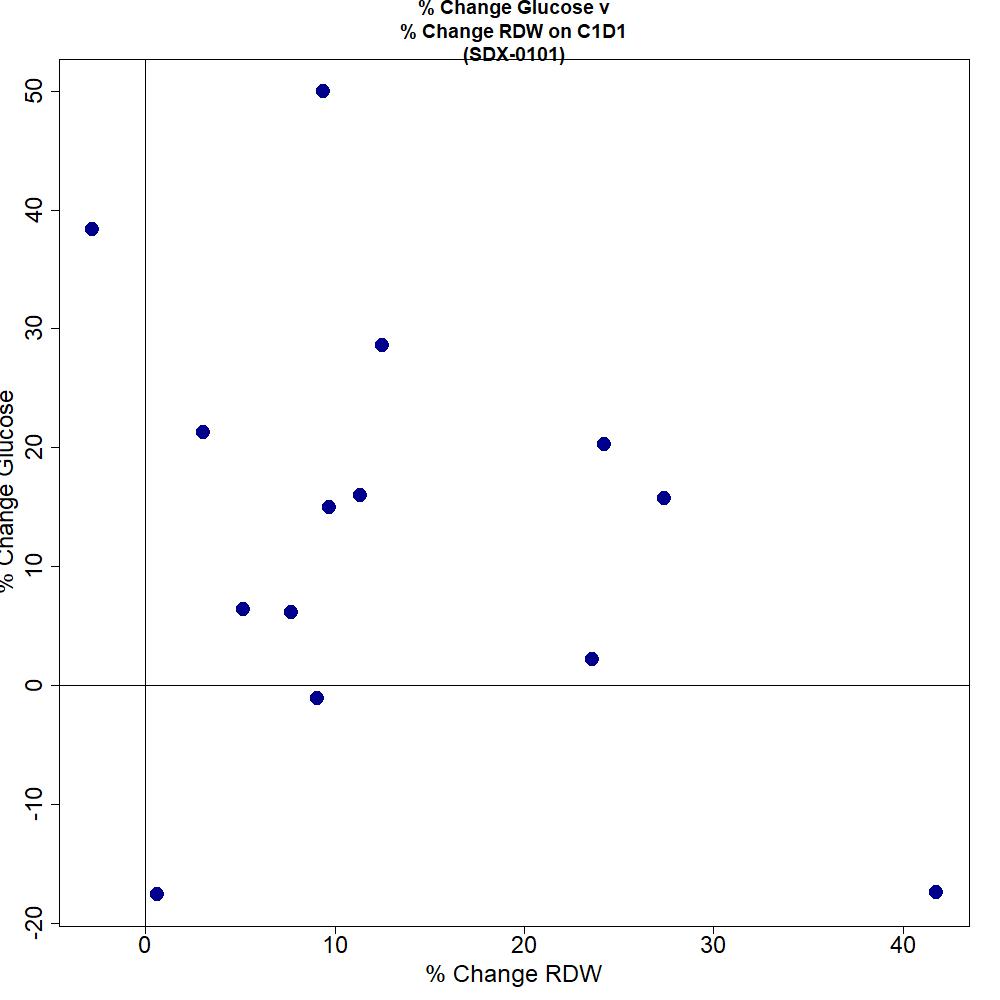 % Change Glucose v
% Change RDW on C1D1
(SDX-0101)
50
40
30
20
10
0
-10
-20
% Change Glucose
0 10 20 30 40
% Change RDW